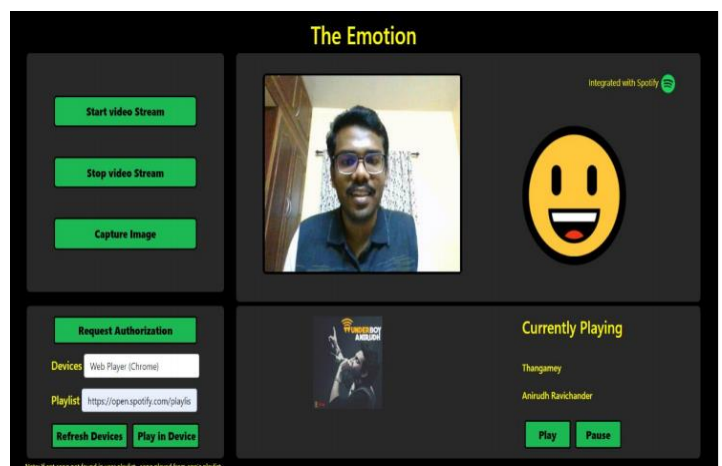 The Emotion
Start video Stream
Stop video Stream
Capture Image
Integrated with Spotify
Request Authorization
Devices Web Player (Chrome)
Playlist https://open.spotify.com/playlis
Refresh Devices Play in Device
UNDERBOY
ANIRUDH
Currently Playing
Thangamey
Anirudh Ravichander
Play Pause